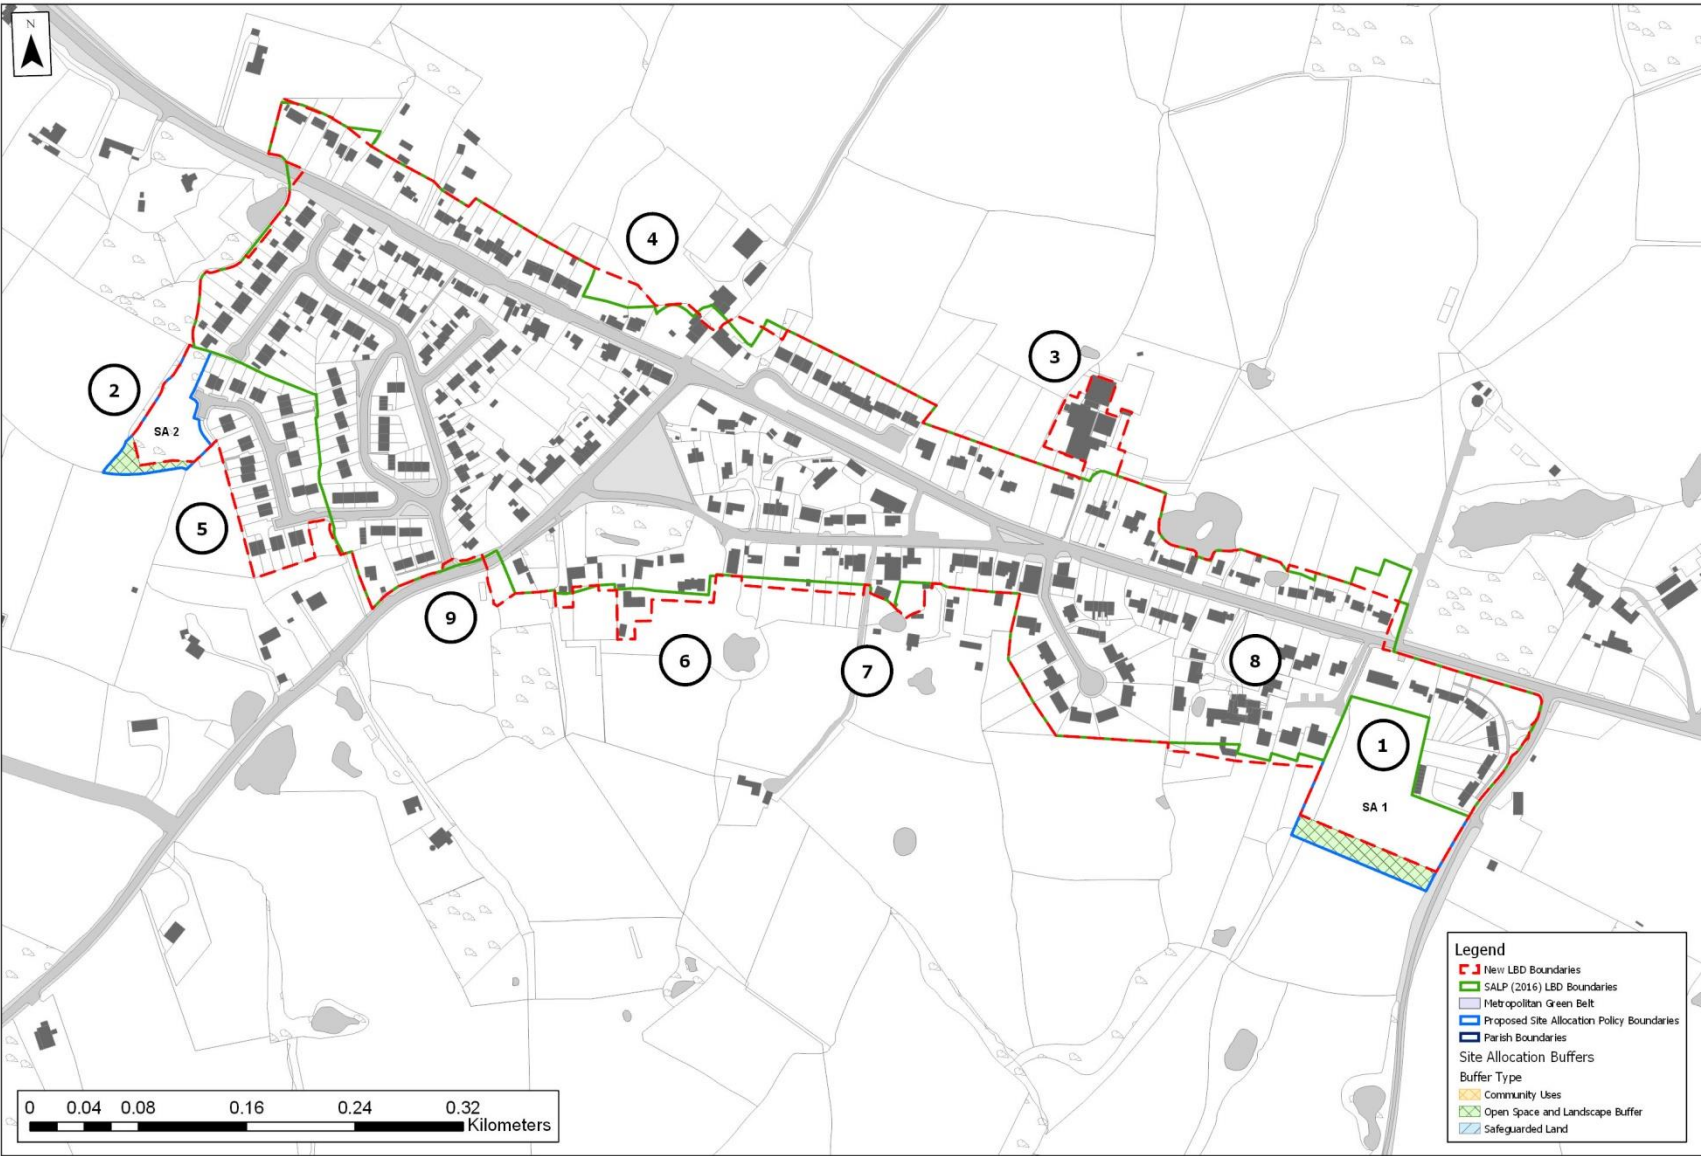 N
4
3
2
SA 2
5
9
6
7
8
1
SA 1
Legend
New LBD Boundaries
SALP (2016) LBD Boundaries
Metropolitan Green Belt
Proposed Site Allocation Policy Boundaries
Parish Boundaries
Site Allocation Buffers
Buffer Type
Community Uses
Open Space and Landscape Buffer
Safeguarded Land
0 0.04 0.08 0.16 0.24 0.32
Kilometers